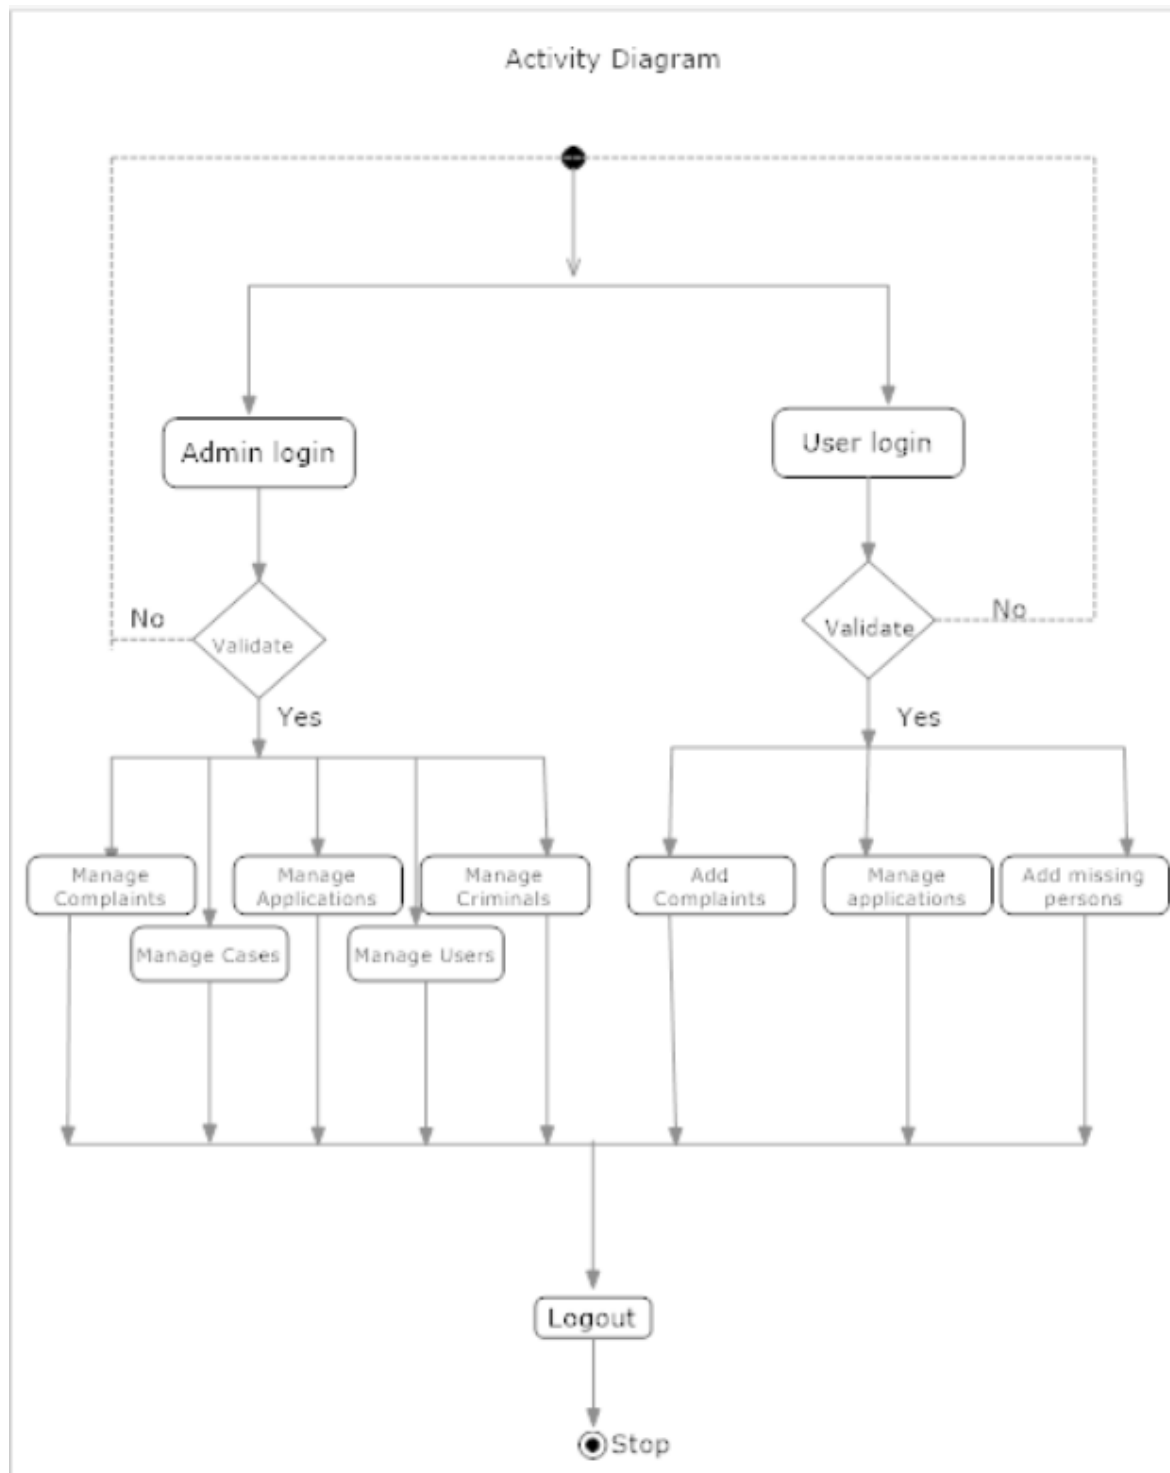 Activity Diagram
Admin login
User login
No
Validate
Yes
No
Validate
Yes
Manage
Complaints
Manage
Applications
Manage
Criminals
Manage Cases
Manage Users
Add
Complaints
Manage
applications
Add missing
persons
Logout
Stop